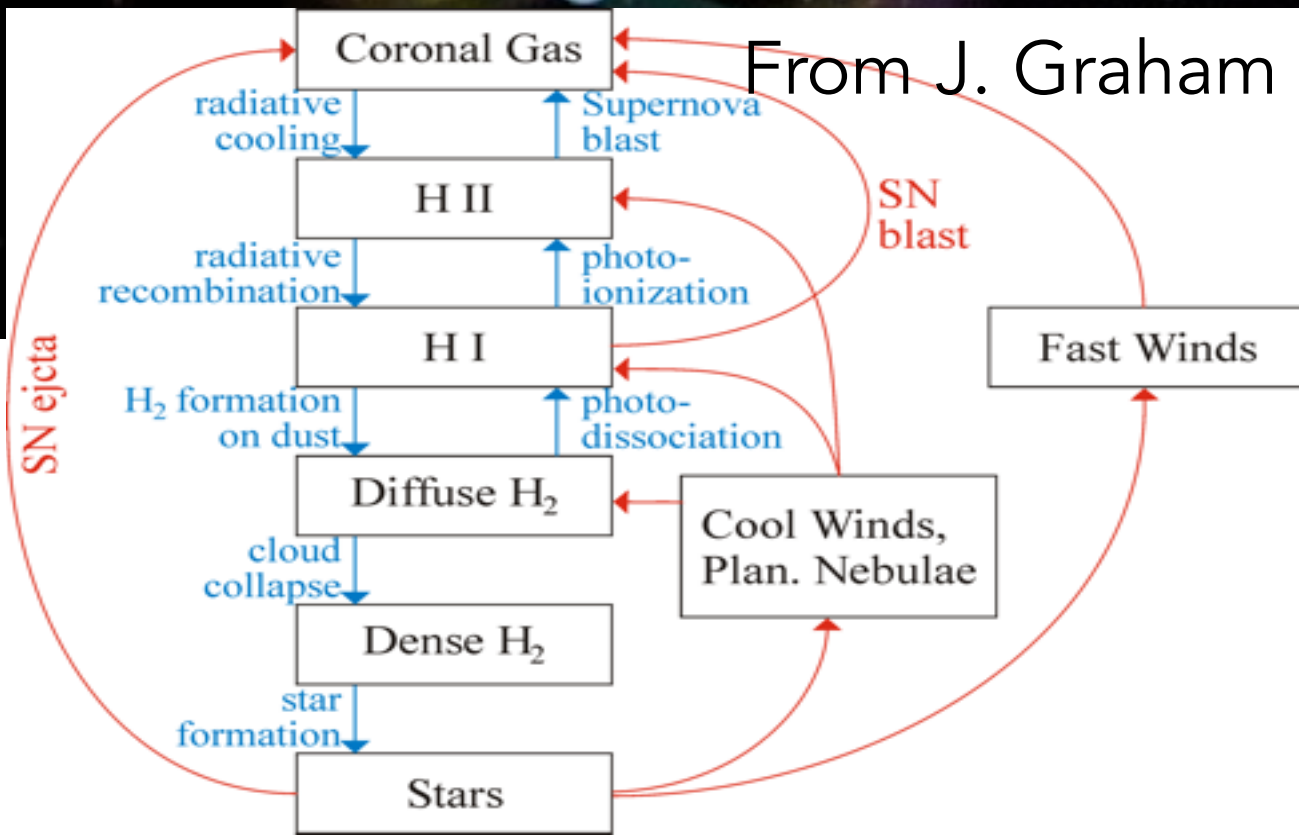 Coronal Gas
From J. Graham
radiative
cooling
Supernova
blast
H II
SN
blast
radiative
recombination
photo-
ionization
H I
Fast Winds
SN ejcta
H₂ formation
on dust
photo-
dissociation
Diffuse H₂
Cool Winds,
Plan. Nebulae
cloud
collapse
Dense H₂
star
formation
Stars